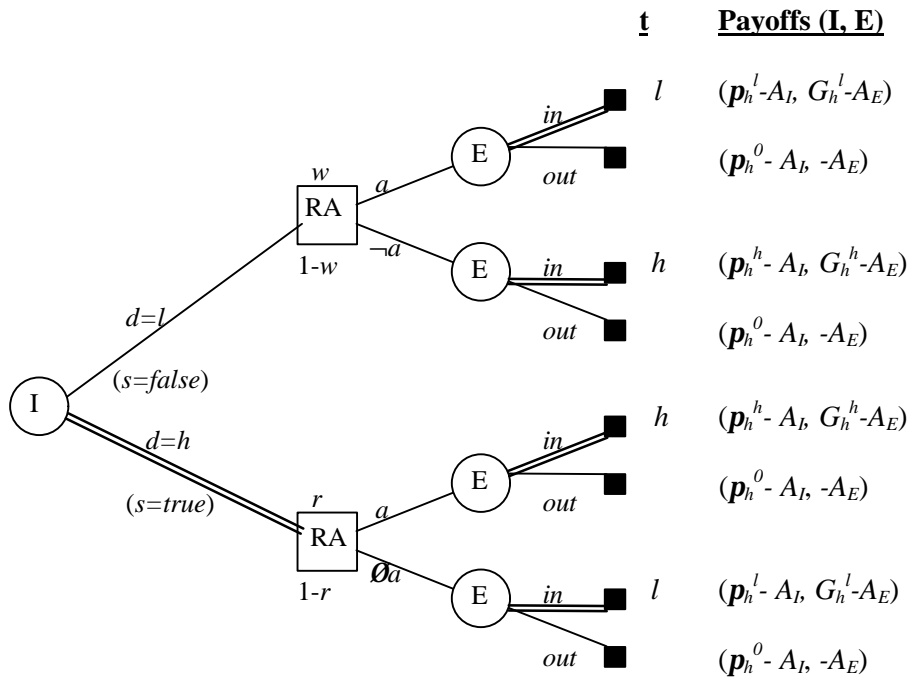 t Payoffs (I, E)
in l (p_h^l-A_I, G_h^l-A_E)
w a E
out (p_h^0- A_I, -A_E)
RA
¬a in h (p_h^h- A_I, G_h^h-A_E)
1-w E
d=l out (p_h^0- A_I, -A_E)
(s=false)
I
d=h in h (p_h^h- A_I, G_h^h-A_E)
(s=true) r a E
out (p_h^0- A_I, -A_E)
RA
Øa in l (p_h^l- A_I, G_h^l-A_E)
1-r E
out (p_h^0- A_I, -A_E)